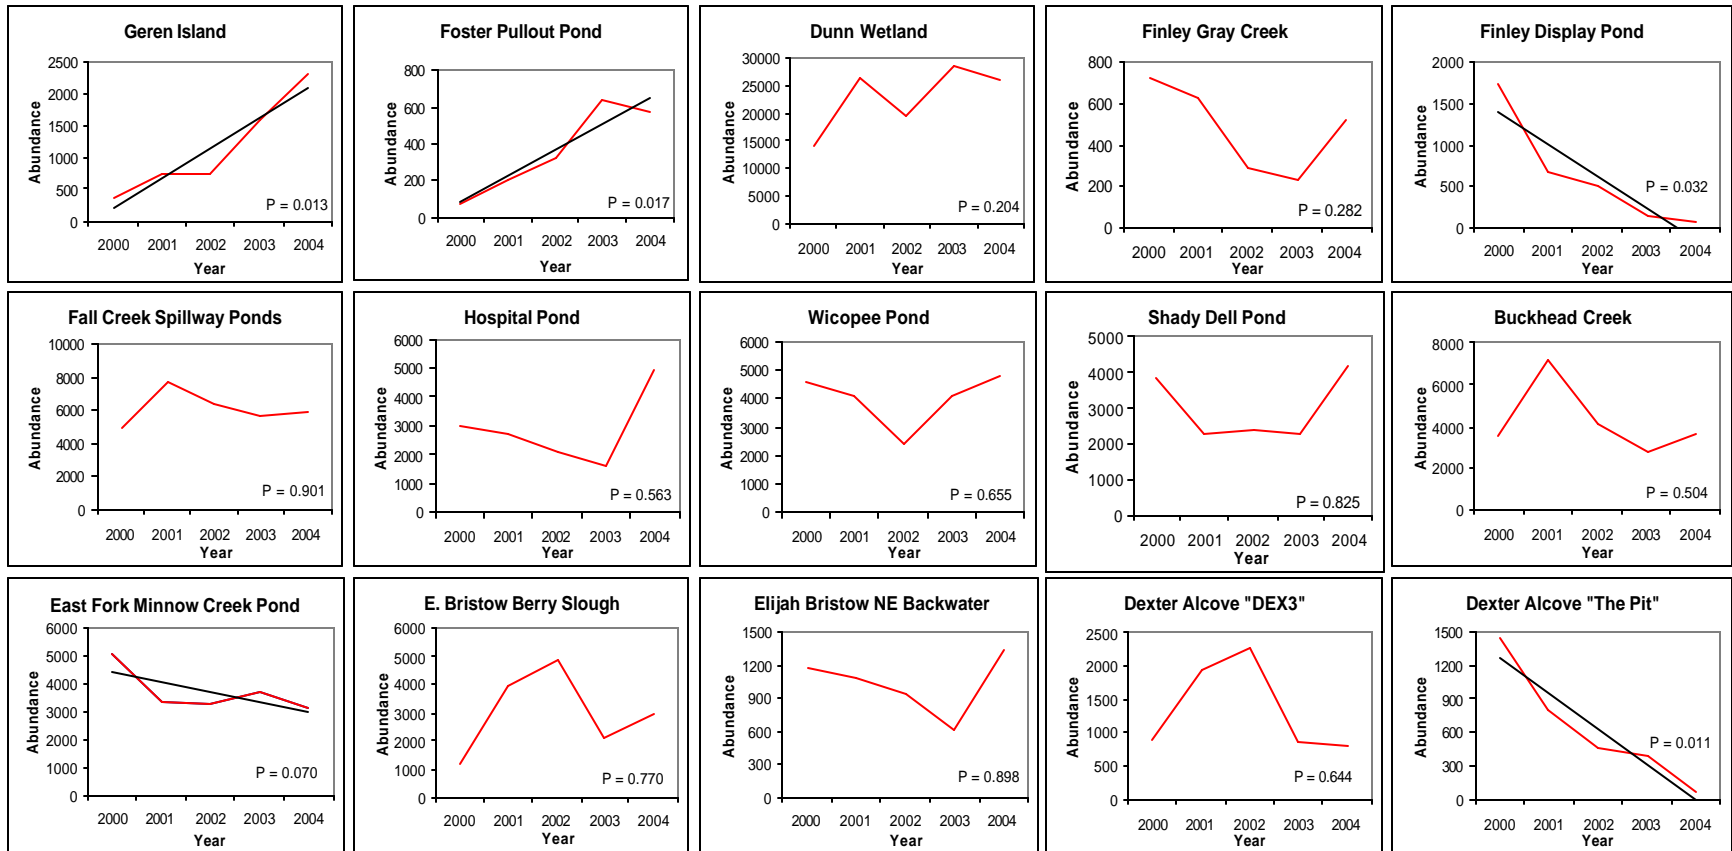 Geren Island
Abundance
2500
2000
1500
1000
500
0
P = 0.013
2000 2001 2002 2003 2004
Year
Foster Pullout Pond
Abundance
800
600
400
200
0
P = 0.017
2000 2001 2002 2003 2004
Year
Dunn Wetland
Abundance
30000
25000
20000
15000
10000
5000
0
P = 0.204
2000 2001 2002 2003 2004
Year
Finley Gray Creek
Abundance
800
600
400
200
0
P = 0.282
2000 2001 2002 2003 2004
Year
Finley Display Pond
Abundance
2000
1500
1000
500
0
P = 0.032
2000 2001 2002 2003 2004
Year
Fall Creek Spillway Ponds
Abundance
10000
8000
6000
4000
2000
0
P = 0.901
2000 2001 2002 2003 2004
Year
Hospital Pond
Abundance
6000
5000
4000
3000
2000
1000
0
P = 0.563
2000 2001 2002 2003 2004
Year
Wicopee Pond
Abundance
6000
5000
4000
3000
2000
1000
0
P = 0.655
2000 2001 2002 2003 2004
Year
Shady Dell Pond
Abundance
5000
4000
3000
2000
1000
0
P = 0.825
2000 2001 2002 2003 2004
Year
Buckhead Creek
Abundance
8000
6000
4000
2000
0
P = 0.504
2000 2001 2002 2003 2004
Year
East Fork Minnow Creek Pond
Abundance
6000
5000
4000
3000
2000
1000
0
P = 0.070
2000 2001 2002 2003 2004
Year
E. Bristow Berry Slough
Abundance
6000
5000
4000
3000
2000
1000
0
P = 0.770
2000 2001 2002 2003 2004
Year
Elijah Bristow NE Backwater
Abundance
1500
1200
900
600
300
0
P = 0.898
2000 2001 2002 2003 2004
Year
Dexter Alcove "DEX3"
Abundance
2500
2000
1500
1000
500
0
P = 0.644
2000 2001 2002 2003 2004
Year
Dexter Alcove "The Pit"
Abundance
1500
1200
900
600
300
0
P = 0.011
2000 2001 2002 2003 2004
Year